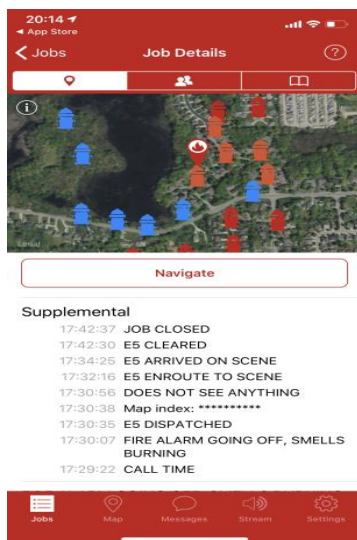 20:14
App Store
Jobs
Job Details
?
i
Navigate
Supplemental
17:42:37 JOB CLOSED
17:42:30 E5 CLEARED
17:34:25 E5 ARRIVED ON SCENE
17:32:16 E5 ENROUTE TO SCENE
17:30:56 DOES NOT SEE ANYTHING
17:30:38 Map index: **********
17:30:35 E5 DISPATCHED
17:30:07 FIRE ALARM GOING OFF, SMELLS
BURNING
17:29:22 CALL TIME
Jobs
Map
Messages
Stream
Settings